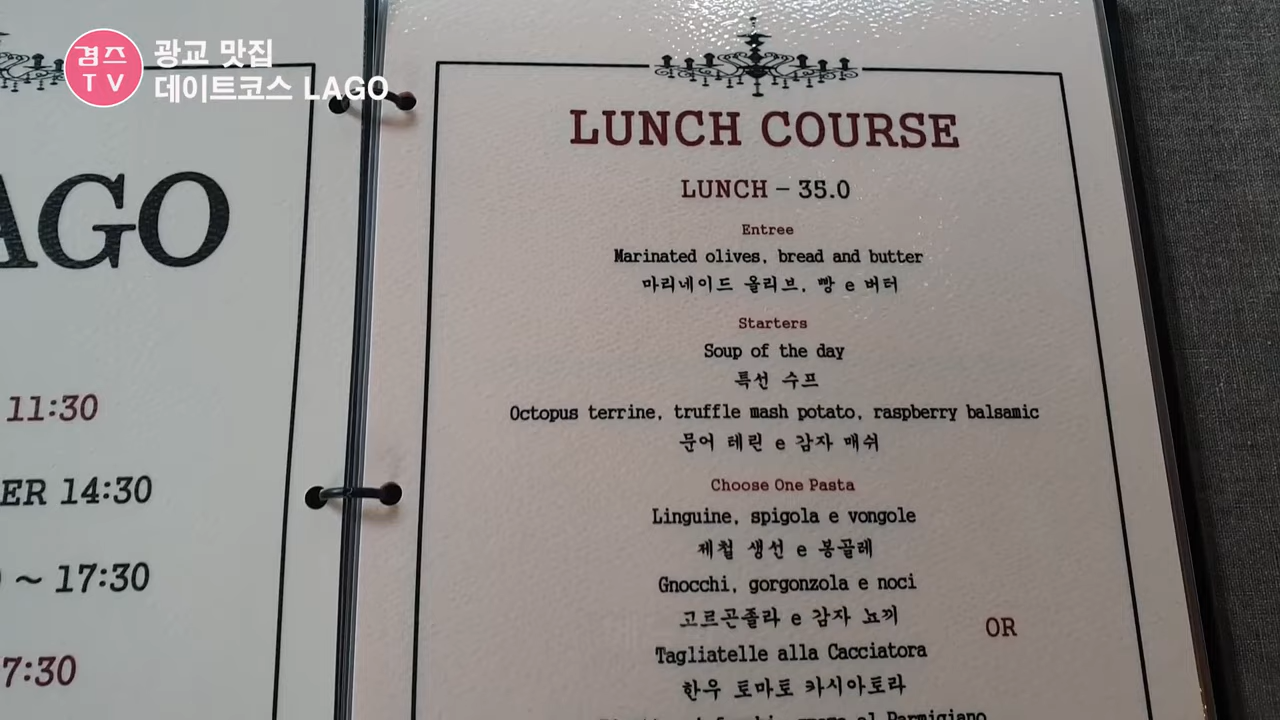 겸즈
TV
광교 맛집
데이트코스 LAGO
AGO
11:30
ER 14:30
~ 17:30
7:30
LUNCH COURSE
LUNCH - 35.0
Entree
Marinated olives, bread and butter
마리네이드 올리브, 빵 e 버터
Starters
Soup of the day
특선 수프
Octopus terrine, truffle mash potato, raspberry balsamic
문어 테린 e 감자 매쉬
Choose One Pasta
Linguine, spigola e vongole
제철 생선 e 봉골레
Gnocchi, gorgonzola e noci
고르곤졸라 e 감자 뇨끼
OR
Tagliatelle alla Cacciatora
한우 토마토 카시아토라
al Parmigiano